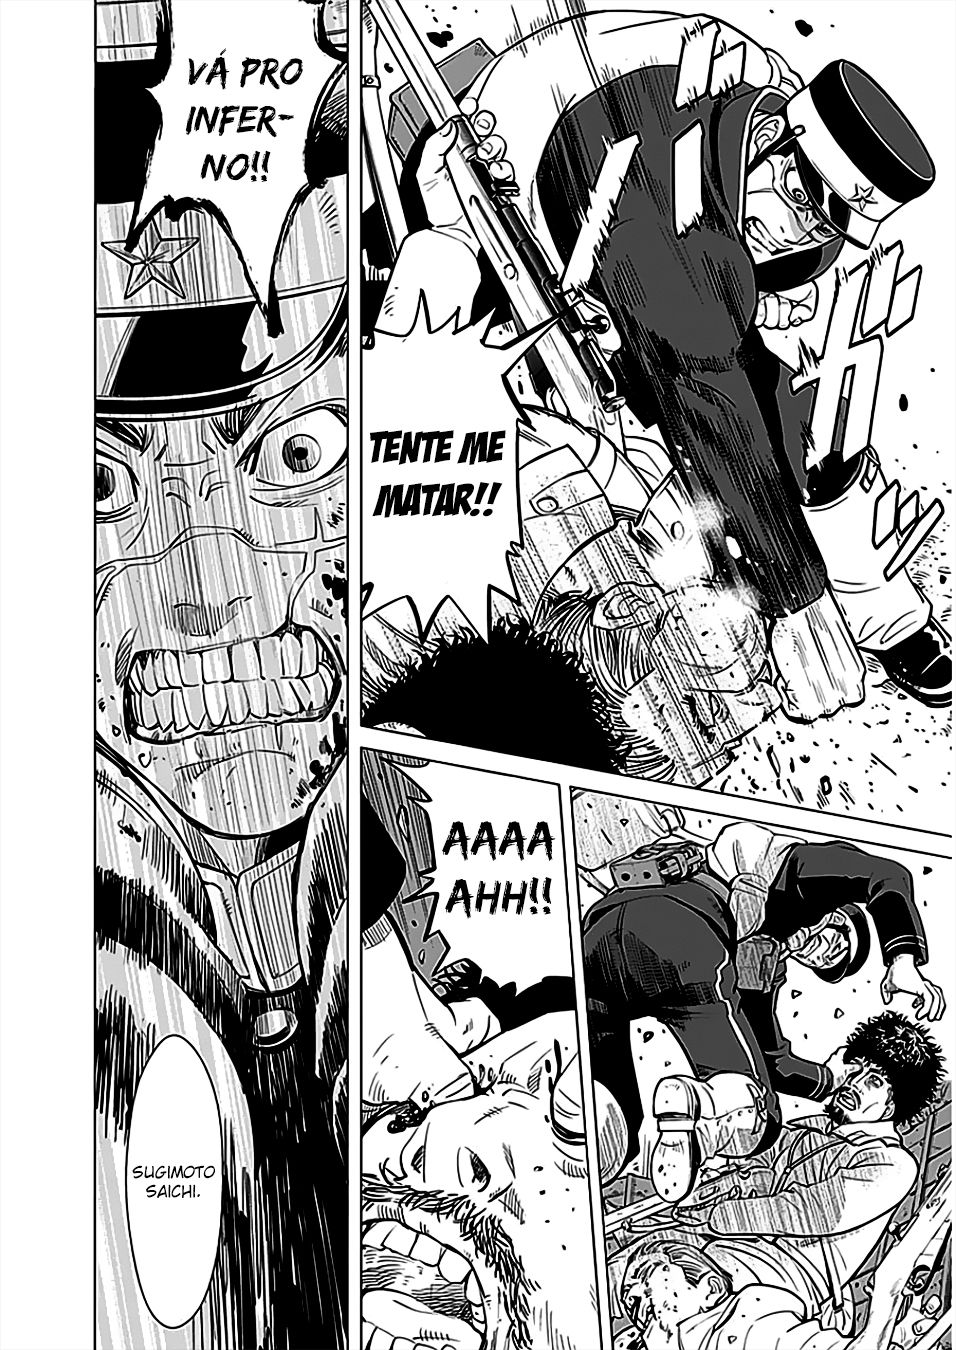 TENTE ME
MATAR!!
AAAA
AHH!!
VÁ PRO
INFER-
NO!!
SUGIMOTO
SAICHI.